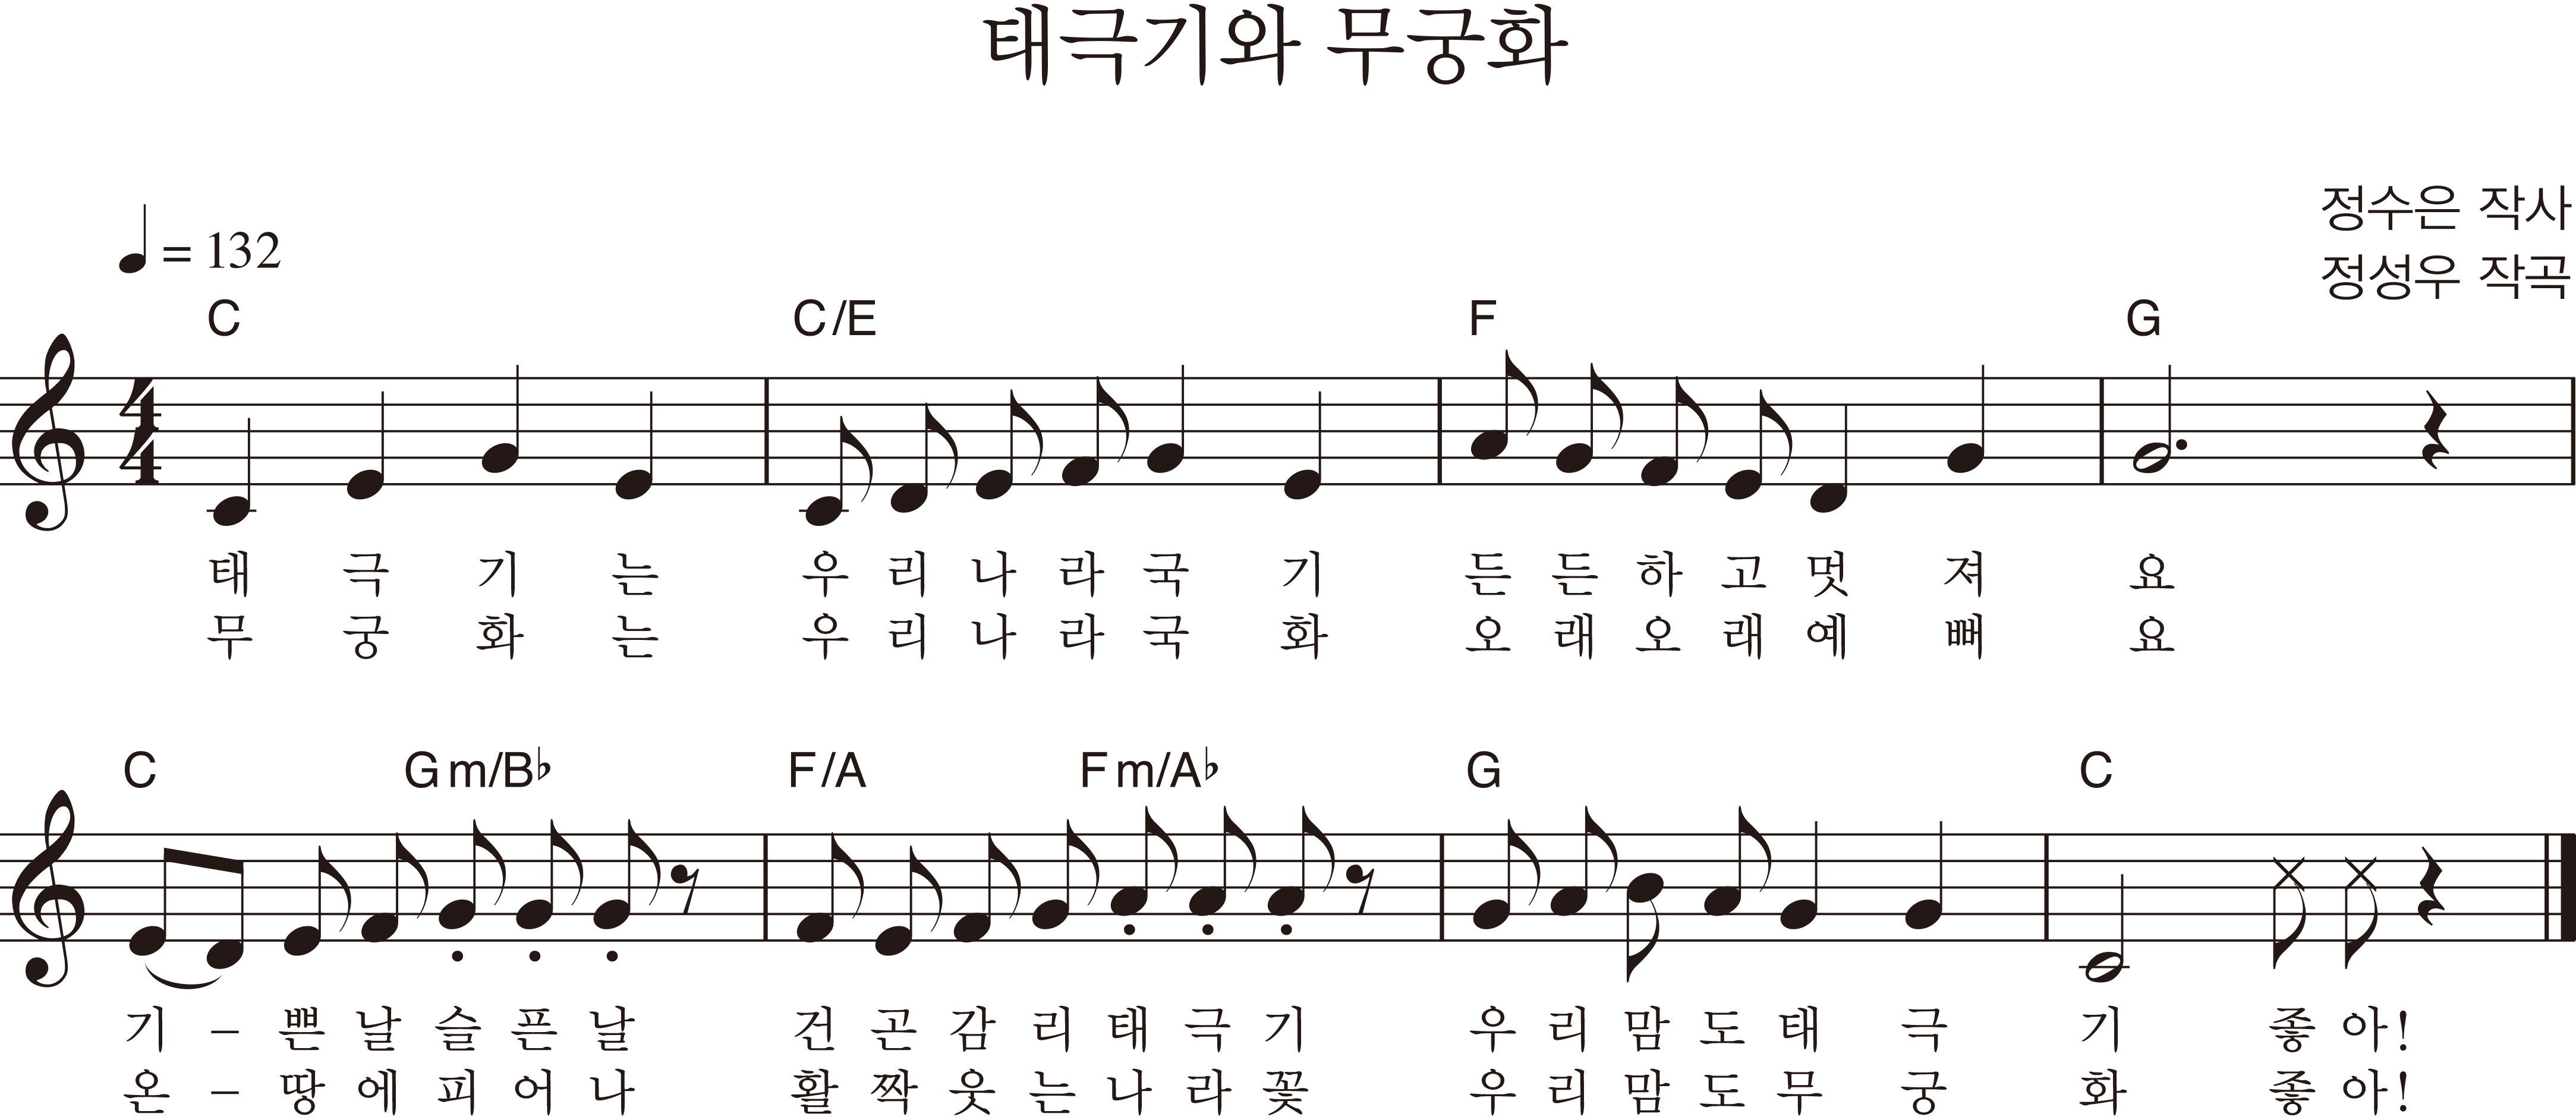 태극기와 무궁화
정수은 작사
♩ = 132
정성우 작곡
C C/E F G
태 극 기 는 우 리 나 라 국 기 든 든 하 고 멋 져 요
무 궁 화 는 우 리 나 라 국 화 오 래 오 래 예 뻐 요
C Gm/B♭ F/A Fm/A♭ G C
기 – 쁜 날 슬 픈 날 건 곤 감 리 태 극 기 우 리 맘 도 태 극 기 좋 아!
온 – 땅 에 피 어 나 활 짝 웃 는 나 라 꽃 우 리 맘 도 무 궁 화 좋 아!